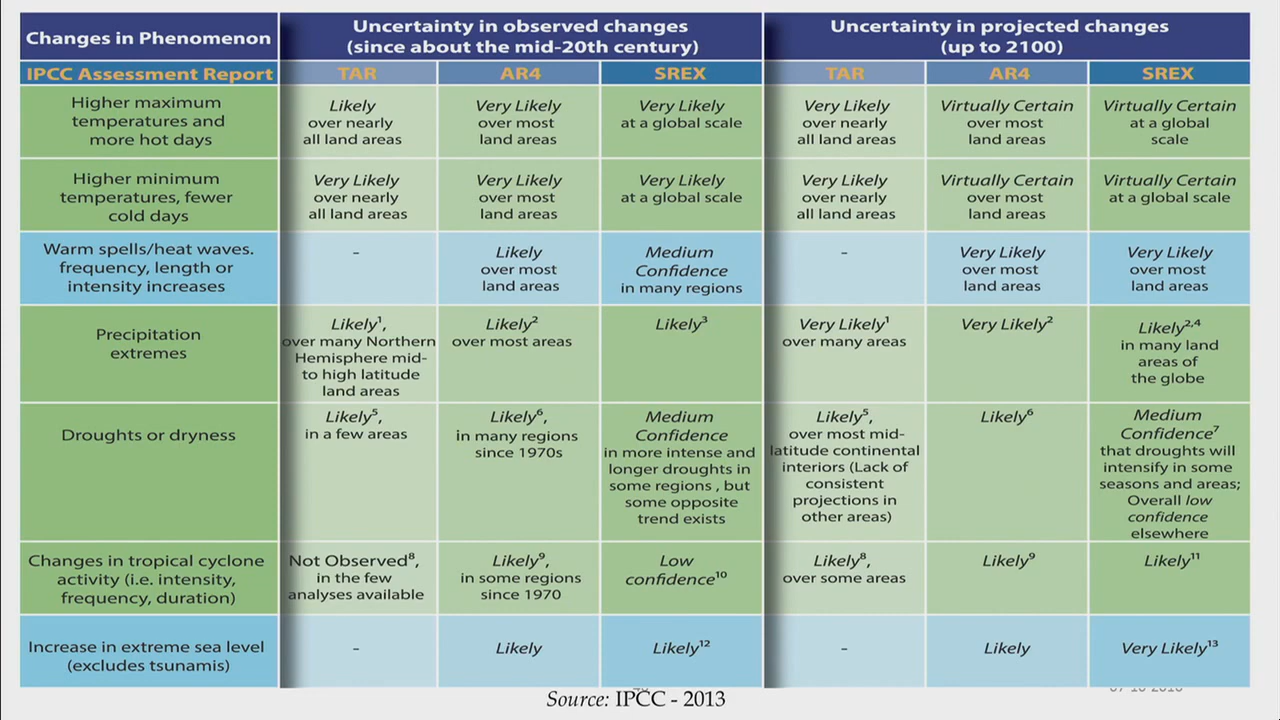 Changes in Phenomenon
Uncertainty in observed changes
(since about the mid-20th century)
Uncertainty in projected changes
(up to 2100)
IPCC Assessment Report
TAR
AR4
SREX
TAR
AR4
SREX
Higher maximum
temperatures and
more hot days
Likely
over nearly
all land areas
Very Likely
over most
land areas
Very Likely
at a global scale
Very Likely
over nearly
all land areas
Virtually Certain
over most
land areas
Virtually Certain
at a global
scale
Higher minimum
temperatures, fewer
cold days
Very Likely
over nearly
all land areas
Very Likely
over most
land areas
Very Likely
at a global scale
Very Likely
over nearly
all land areas
Virtually Certain
over most
land areas
Virtually Certain
at a global scale
Warm spells/heat waves.
frequency, length or
intensity increases
-
Likely
over most
land areas
Medium
Confidence
in many regions
-
Very Likely
over most
land areas
Very Likely
over most
land areas
Precipitation
extremes
Likely¹,
over many Northern
Hemisphere mid-
to high latitude
land areas
Likely²
over most areas
Likely³
Very Likely¹
over many areas
Very Likely²
Likely²,⁴
in many land
areas of
the globe
Droughts or dryness
Likely⁵,
in a few areas
Likely⁶,
in many regions
since 1970s
Medium
Confidence
in more intense and
longer droughts in
some regions , but
some opposite
trend exists
Likely⁵,
over most mid-
latitude continental
interiors (Lack of
consistent
projections in
other areas)
Likely⁶
Medium
Confidence⁷
that droughts will
intensify in some
seasons and areas;
Overall low
confidence
elsewhere
Changes in tropical cyclone
activity (i.e. intensity,
frequency, duration)
Not Observed⁸,
in the few
analyses available
Likely⁹,
in some regions
since 1970
Low
confidence¹⁰
Likely⁸,
over some areas
Likely⁹
Likely¹¹
Increase in extreme sea level
(excludes tsunamis)
-
Likely
Likely¹²
-
Likely
Very Likely¹³
Source: IPCC - 2013